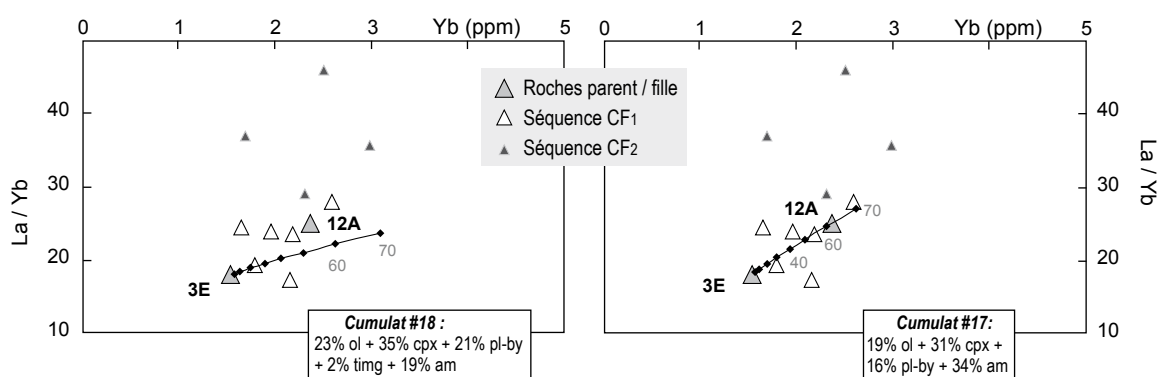 0 1 2 3 Yb (ppm) 5
0 1 2 Yb (ppm) 3 5
La / Yb
40
30
20
10
Roches parent / fille
Séquence CF1
Séquence CF2
12A
3E
60
70
Cumulat #18 :
23% ol + 35% cpx + 21% pl-by
+ 2% timg + 19% am
12A
3E
40
60
70
Cumulat #17:
19% ol + 31% cpx +
16% pl-by + 34% am
40
30
20
10
La / Yb